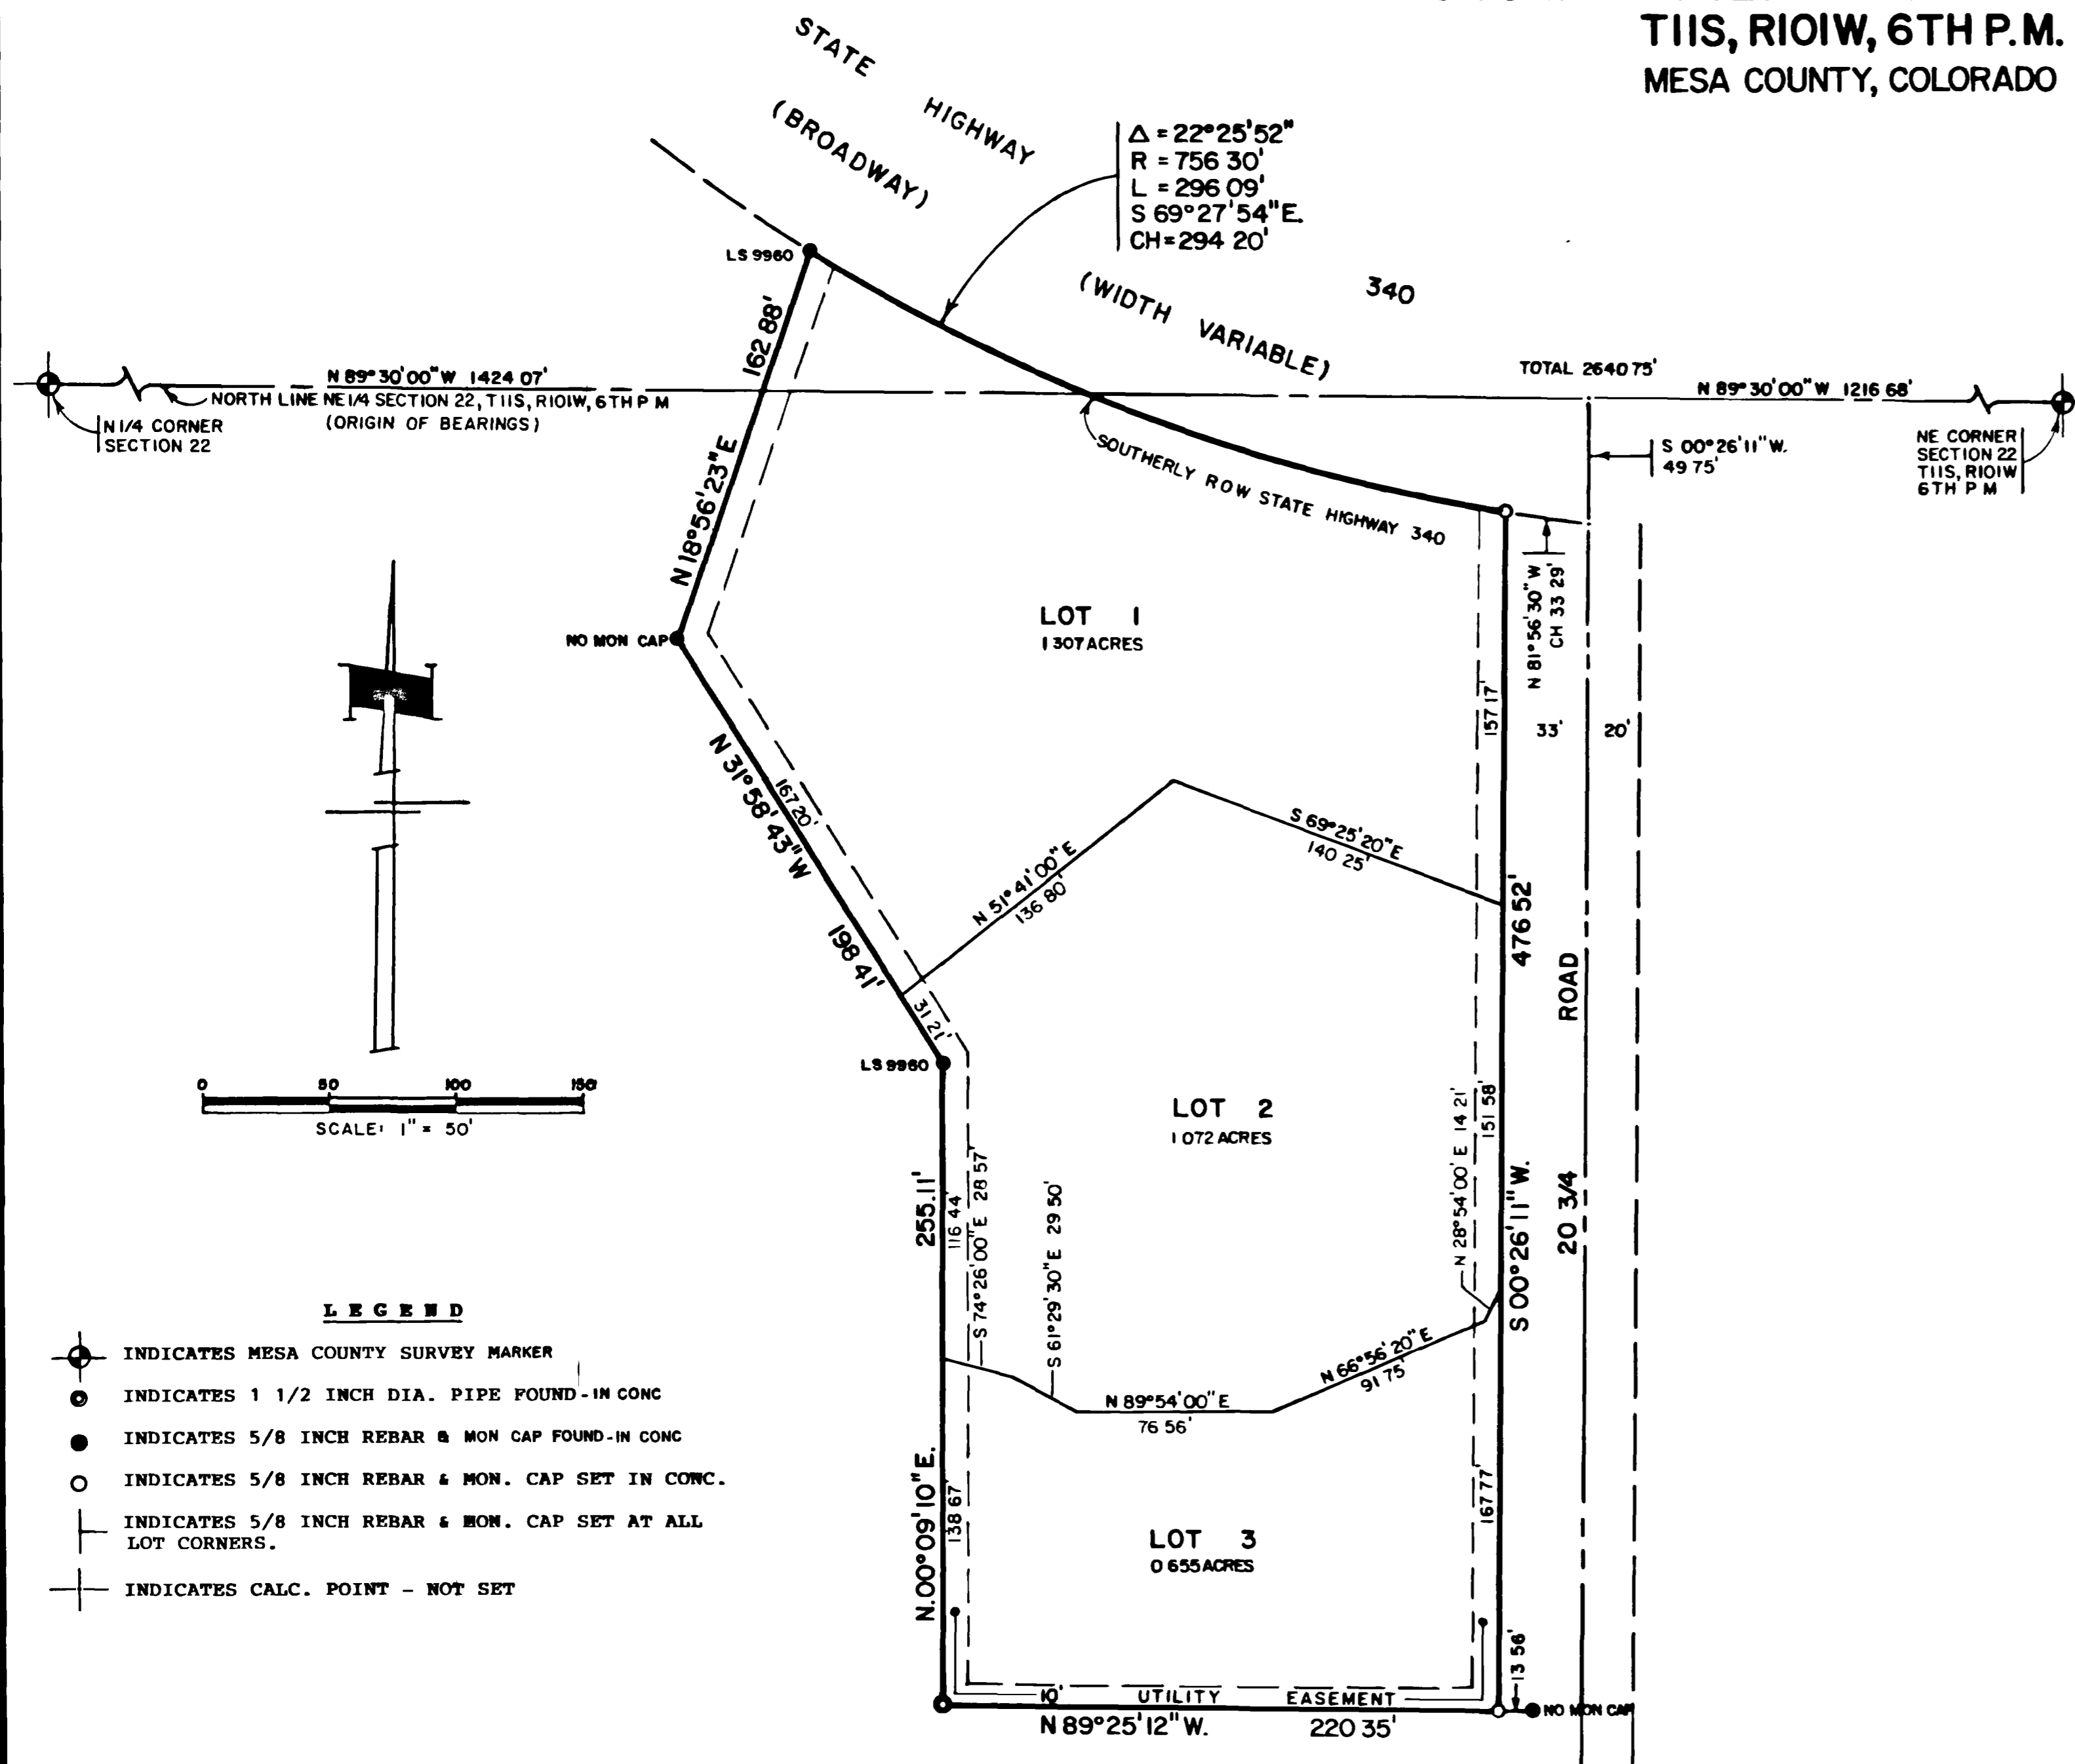 T11S, R101W, 6TH P.M.
MESA COUNTY, COLORADO
STATE HIGHWAY 340
(BROADWAY)
(WIDTH VARIABLE)
Δ = 22°25'52"
R = 756 30'
L = 296 09'
S 69°27'54"E.
CH = 294 20'
LS 9960
162 88'
N 18°56'23"E
N 89°30'00"W 1424 07'
NORTH LINE NE 1/4 SECTION 22, T11S, R101W, 6TH P M
(ORIGIN OF BEARINGS)
N 1/4 CORNER
SECTION 22
TOTAL 2640 75'
N 89°30'00"W 1216 68'
S 00°26'11"W.
49 75'
NE CORNER
SECTION 22
T11S, R101W
6TH P M
SOUTHERLY ROW STATE HIGHWAY 340
N 81°56'30"W
CH 33 29'
NO MON CAP
LOT 1
1 307 ACRES
157 17'
33'
20'
N 31°58'43"W
198 41'
167 20'
31 21'
N 51°41'00"E
136 80'
S 69°25'20"E
140 25'
476 52'
S 00°26'11"W.
20 3/4 ROAD
LS 9960
0 50 100 150
SCALE: 1" = 50'
LOT 2
1 072 ACRES
255.11'
N.00°09'10"E.
116 44'
S 74°26'00"E 28 57'
S 61°29'30"E 29 50'
N 89°54'00"E
76 56'
N 66°56'20"E
91 75'
N 28°54'00"E 14 21'
151 58'
138 67'
167 77'
LOT 3
0 655 ACRES
LEGEND
INDICATES MESA COUNTY SURVEY MARKER
INDICATES 1 1/2 INCH DIA. PIPE FOUND-IN CONC
INDICATES 5/8 INCH REBAR & MON CAP FOUND-IN CONC
INDICATES 5/8 INCH REBAR & MON. CAP SET IN CONC.
INDICATES 5/8 INCH REBAR & MON. CAP SET AT ALL
LOT CORNERS.
INDICATES CALC. POINT - NOT SET
10' UTILITY EASEMENT
13 56'
NO MON CAP
N 89°25'12"W. 220 35'